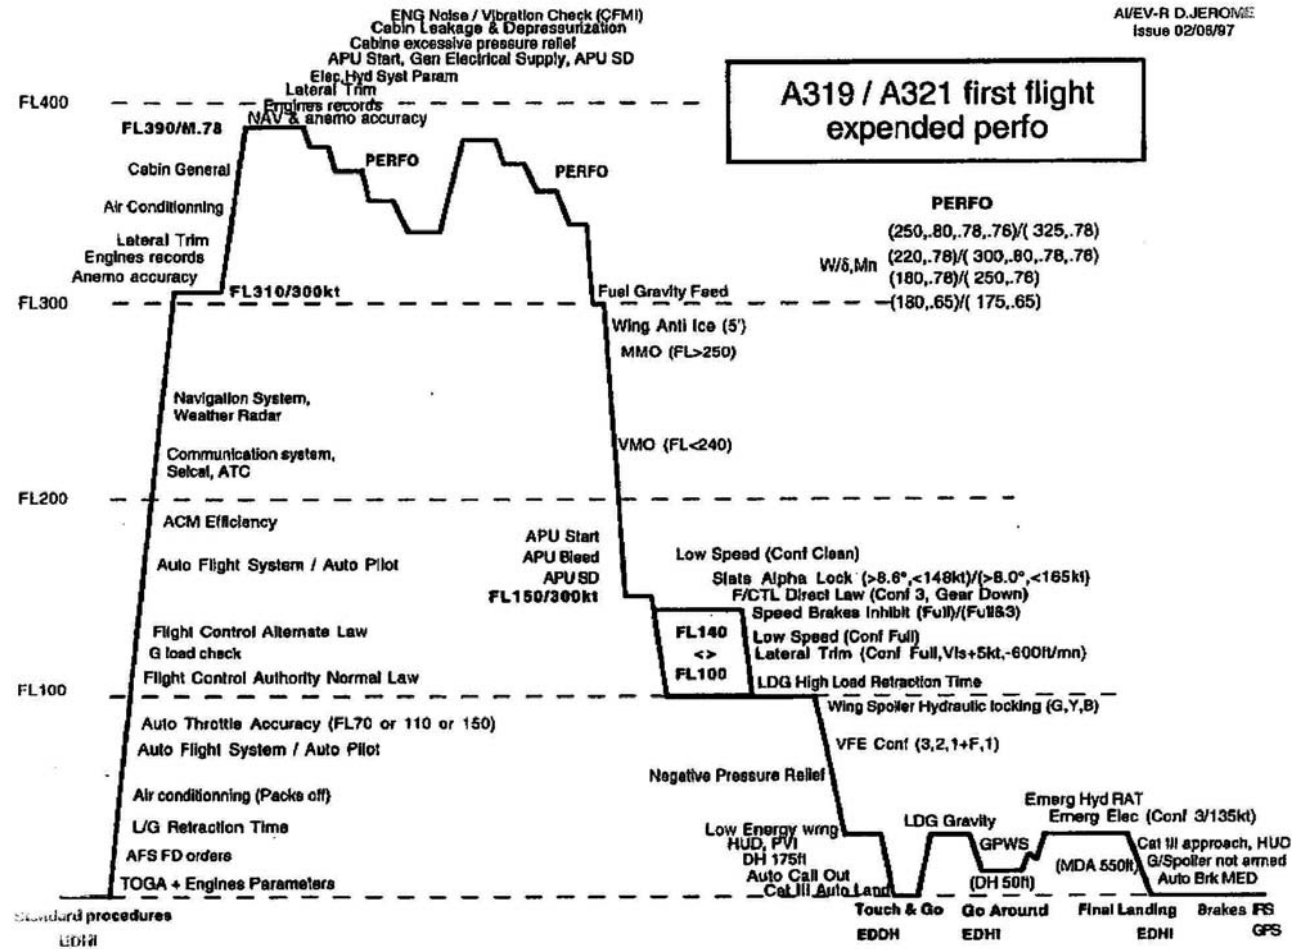 AI/EV-R D.JEROME
Issue 02/06/97
A319 / A321 first flight
expended perfo
ENG Noise / Vibration Check (CFMI)
Cabin Leakage & Depressurization
Cabine excessive pressure relief
APU Start, Gen Electrical Supply, APU SD
Elec,Hyd Syst Param
Lateral Trim
Engines records
NAV & anemo accuracy
FL400
FL390/M.78
PERFO
PERFO
Cabin General
Air Conditionning
Lateral Trim
Engines records
Anemo accuracy
FL310/300kt
FL300
PERFO
(250,.80,.78,.76)/( 325,.78)
W/δ,Mn
(220,.78)/( 300,.80,.78,.76)
(180,.78)/( 250,.76)
(180,.65)/( 175,.65)
Fuel Gravity Feed
Wing Anti Ice (5')
MMO (FL>250)
VMO (FL<240)
Navigation System,
Weather Radar
Communication system,
Selcal, ATC
FL200
ACM Efficiency
Auto Flight System / Auto Pilot
APU Start
APU Bleed
APU SD
FL150/300kt
Low Speed (Conf Clean)
Slats Alpha Lock (>8.6°,<148kt)/(>8.0°,<165kt)
F/CTL Direct Law (Conf 3, Gear Down)
Speed Brakes Inhibit (Full)/(Full&3)
FL140
<>
FL100
Low Speed (Conf Full)
Lateral Trim (Conf Full,Vls+5kt,-600ft/mn)
LDG High Load Retraction Time
Flight Control Alternate Law
G load check
Flight Control Authority Normal Law
FL100
Wing Spoiler Hydraulic locking (G,Y,B)
VFE Conf (3,2,1+F,1)
Negative Pressure Relief
Auto Throttle Accuracy (FL70 or 110 or 150)
Auto Flight System / Auto Pilot
Air conditionning (Packs off)
L/G Retraction Time
AFS FD orders
TOGA + Engines Parameters
Low Energy wrng
HUD, PVI
DH 175ft
Auto Call Out
Cat III Auto Land
LDG Gravity
GPWS
(DH 50ft)
Emerg Hyd RAT
Emerg Elec (Conf 3/135kt)
(MDA 550ft)
Cat III approach, HUD
G/Spoiler not armed
Auto Brk MED
Standard procedures
EDHI
Touch & Go
EDDH
Go Around
EDHI
Final Landing
EDHI
Brakes IRS
GPS